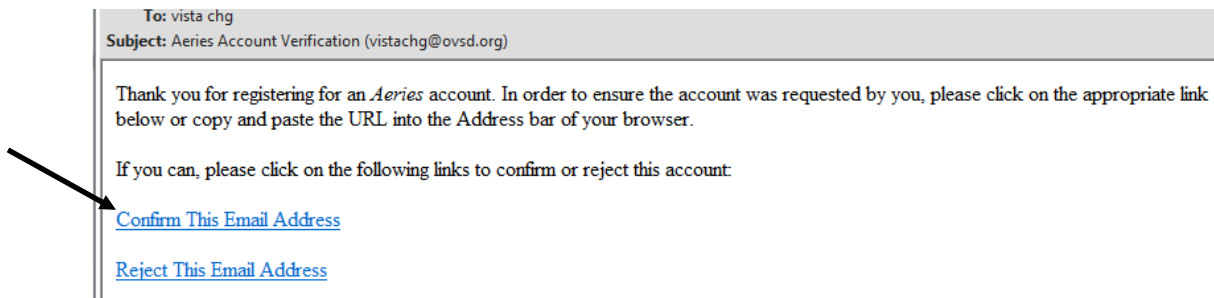 To: vista chg
Subject: Aeries Account Verification (vistachg@ovsd.org)
Thank you for registering for an Aeries account. In order to ensure the account was requested by you, please click on the appropriate link
below or copy and paste the URL into the Address bar of your browser.
If you can, please click on the following links to confirm or reject this account:
Confirm This Email Address
Reject This Email Address